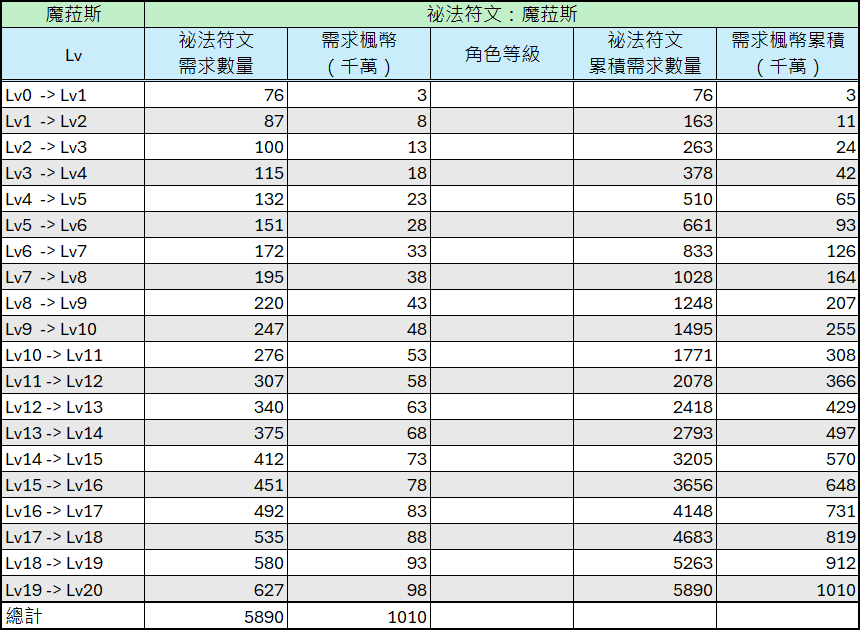 魔菈斯 祕法符文：魔菈斯
Lv 祕法符文 需求數量 需求楓幣 （千萬） 角色等級 祕法符文 累積需求數量 需求楓幣累積 （千萬）
Lv0 -> Lv1 76 3 76 3
Lv1 -> Lv2 87 8 163 11
Lv2 -> Lv3 100 13 263 24
Lv3 -> Lv4 115 18 378 42
Lv4 -> Lv5 132 23 510 65
Lv5 -> Lv6 151 28 661 93
Lv6 -> Lv7 172 33 833 126
Lv7 -> Lv8 195 38 1028 164
Lv8 -> Lv9 220 43 1248 207
Lv9 -> Lv10 247 48 1495 255
Lv10 -> Lv11 276 53 1771 308
Lv11 -> Lv12 307 58 2078 366
Lv12 -> Lv13 340 63 2418 429
Lv13 -> Lv14 375 68 2793 497
Lv14 -> Lv15 412 73 3205 570
Lv15 -> Lv16 451 78 3656 648
Lv16 -> Lv17 492 83 4148 731
Lv17 -> Lv18 535 88 4683 819
Lv18 -> Lv19 580 93 5263 912
Lv19 -> Lv20 627 98 5890 1010
總計 5890 1010